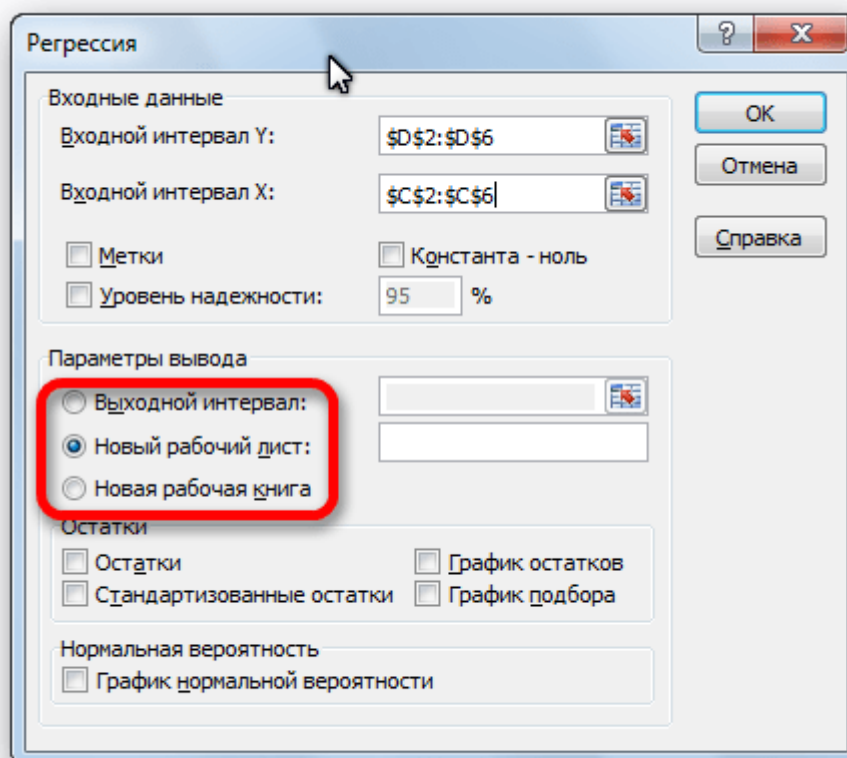 Регрессия
Входные данные
Входной интервал Y: $D$2:$D$6
Входной интервал X: $C$2:$C$6
Метки Константа - ноль
Уровень надежности: 95 %
ОК
Отмена
Справка
Параметры вывода
Выходной интервал:
Новый рабочий лист:
Новая рабочая книга
Остатки
Остатки График остатков
Стандартизованные остатки График подбора
Нормальная вероятность
График нормальной вероятности